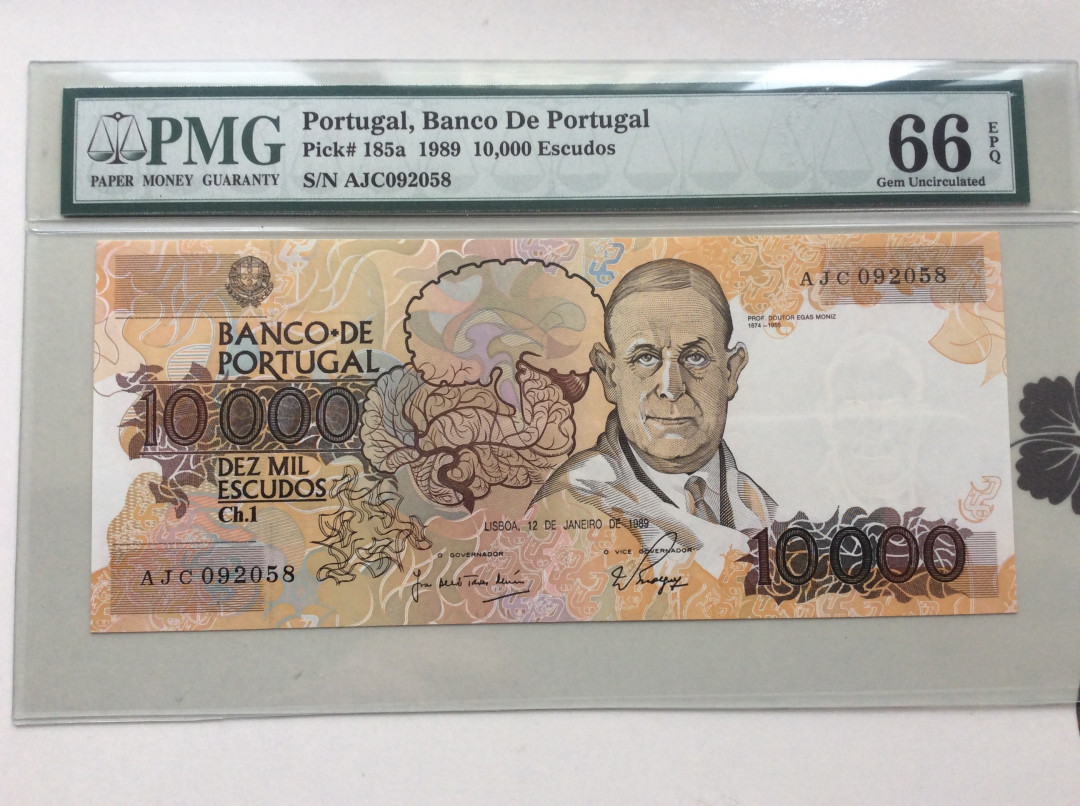 PMG
PAPER MONEY GUARANTY
Portugal, Banco De Portugal
Pick# 185a 1989 10,000 Escudos
S/N AJC092058
66
EPQ
Gem Uncirculated
AJC 092058
PROF. DOUTOR EGAS MONIZ
1874 - 1955
BANCO DE
PORTUGAL
10 000
DEZ MIL
ESCUDOS
Ch.1
LISBOA, 12 DE JANEIRO DE 1989
O GOVERNADOR
O VICE GOVERNADOR
10 000
AJC 092058